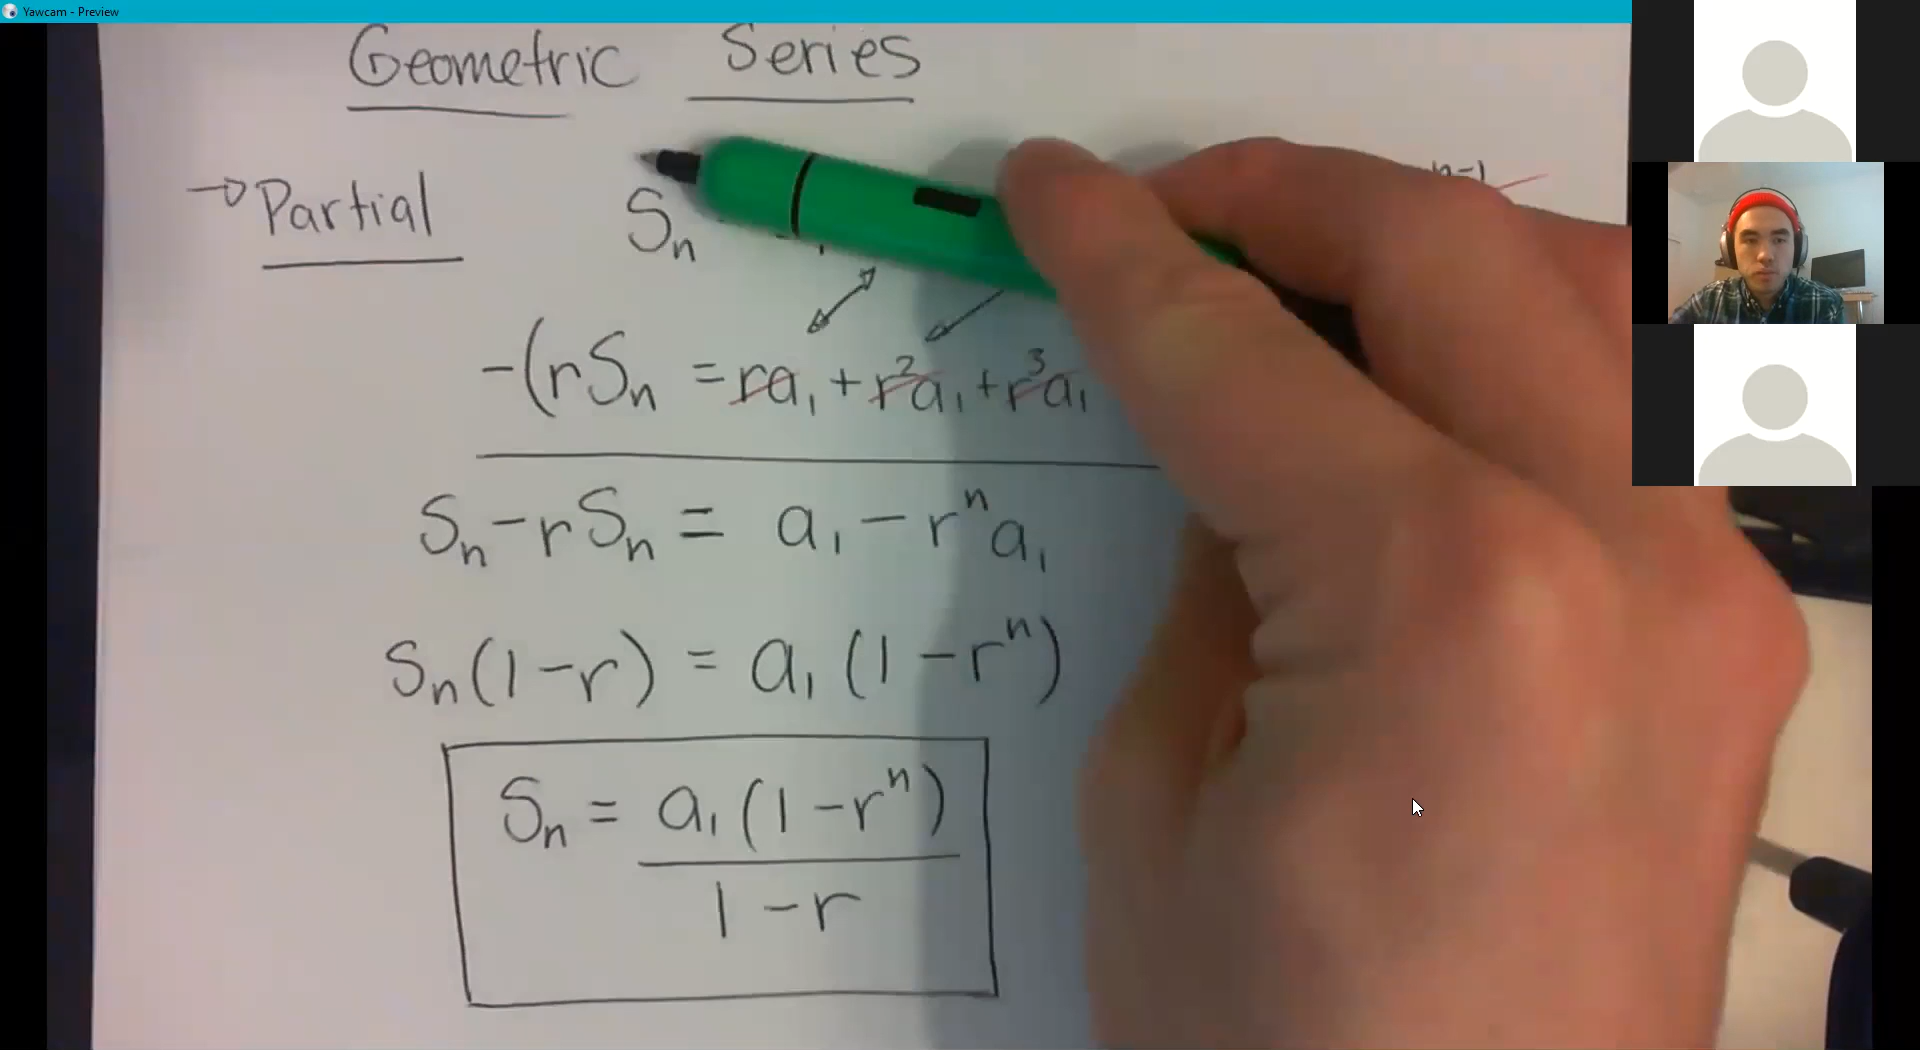 Yawcam - Preview
Geometric Series
→ Partial
Sₙ
n-1
-(rSₙ = ra₁ + r²a₁ + r³a₁
Sₙ - rSₙ = a₁ - rⁿa₁
Sₙ(1-r) = a₁(1-rⁿ)
Sₙ = a₁(1-rⁿ)
1-r